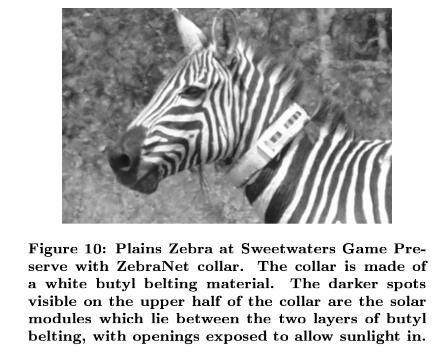 Figure 10: Plains Zebra at Sweetwaters Game Pre-
serve with ZebraNet collar. The collar is made of
a white butyl belting material. The darker spots
visible on the upper half of the collar are the solar
modules which lie between the two layers of butyl
belting, with openings exposed to allow sunlight in.